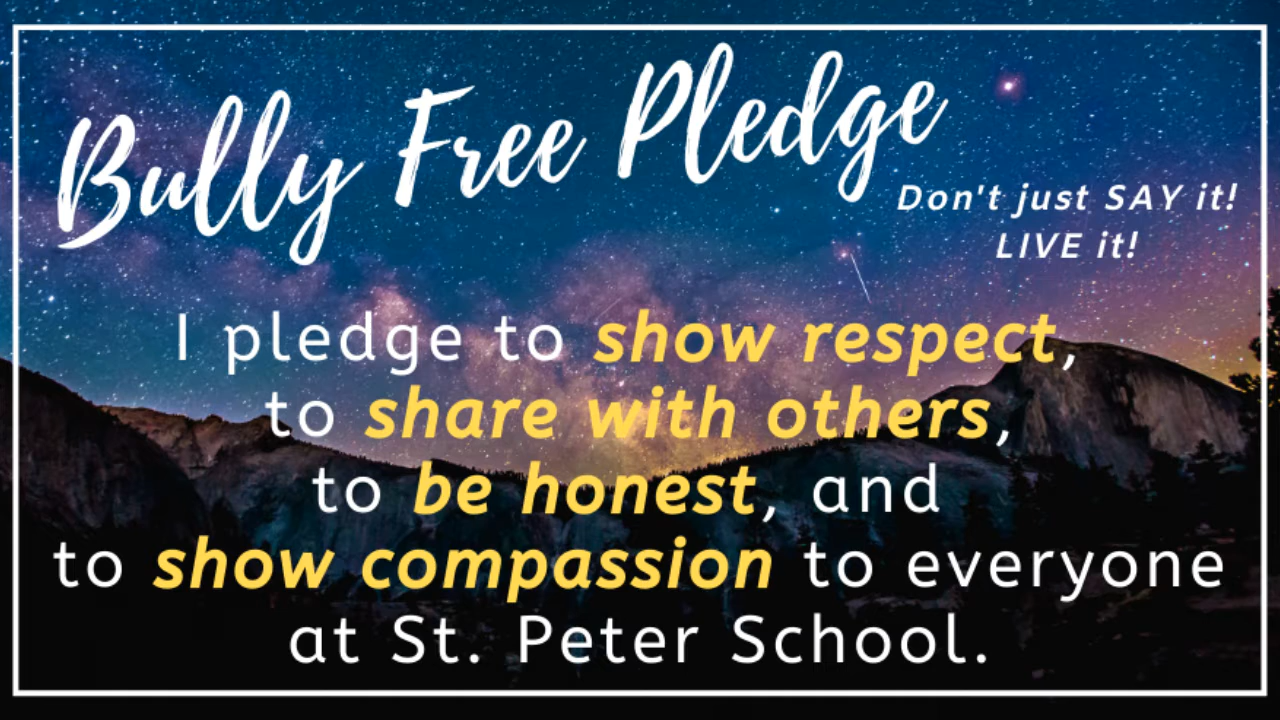 Bully Free Pledge
Don't just SAY it!
LIVE it!
I pledge to show respect,
to share with others,
to be honest, and
to show compassion to everyone
at St. Peter School.